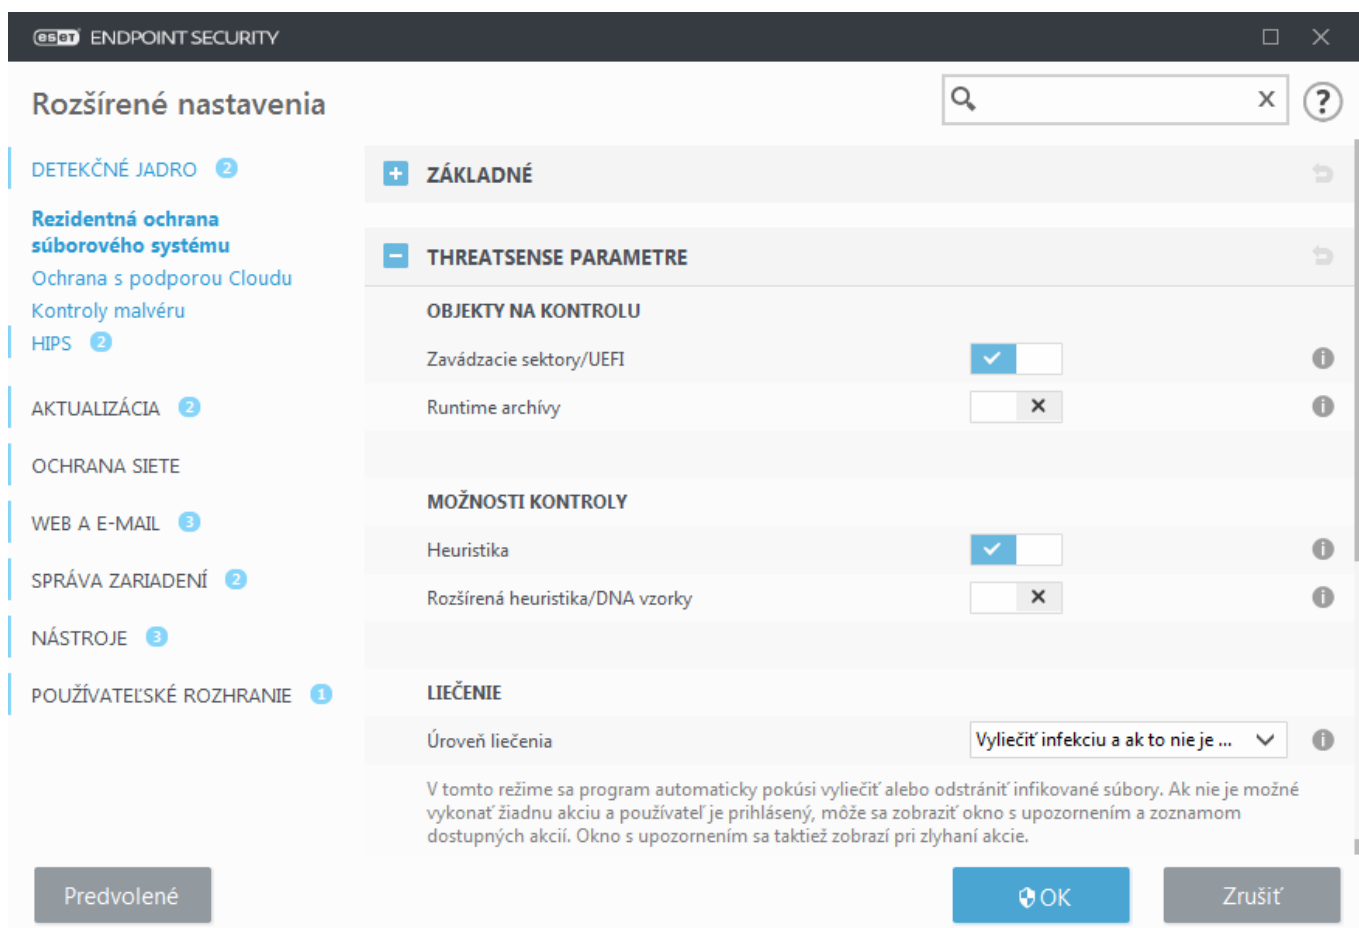 eset ENDPOINT SECURITY
Rozšírené nastavenia
DETEKČNÉ JADRO 2
Rezidentná ochrana
súborového systému
Ochrana s podporou Cloudu
Kontroly malvéru
HIPS 2
AKTUALIZÁCIA 2
OCHRANA SIETE
WEB A E-MAIL 3
SPRÁVA ZARIADENÍ 2
NÁSTROJE 3
POUŽÍVATEĽSKÉ ROZHRANIE 1
ZÁKLADNÉ
THREATSENSE PARAMETRE
OBJEKTY NA KONTROLU
Zavádzacie sektory/UEFI
Runtime archívy
MOŽNOSTI KONTROLY
Heuristika
Rozšírená heuristika/DNA vzorky
LIEČENIE
Úroveň liečenia
Vyliečiť infekciu a ak to nie je ...
V tomto režime sa program automaticky pokúsi vyliečiť alebo odstrániť infikované súbory. Ak nie je možné
vykonať žiadnu akciu a používateľ je prihlásený, môže sa zobraziť okno s upozornením a zoznamom
dostupných akcií. Okno s upozornením sa taktiež zobrazí pri zlyhaní akcie.
Predvolené
OK
Zrušiť